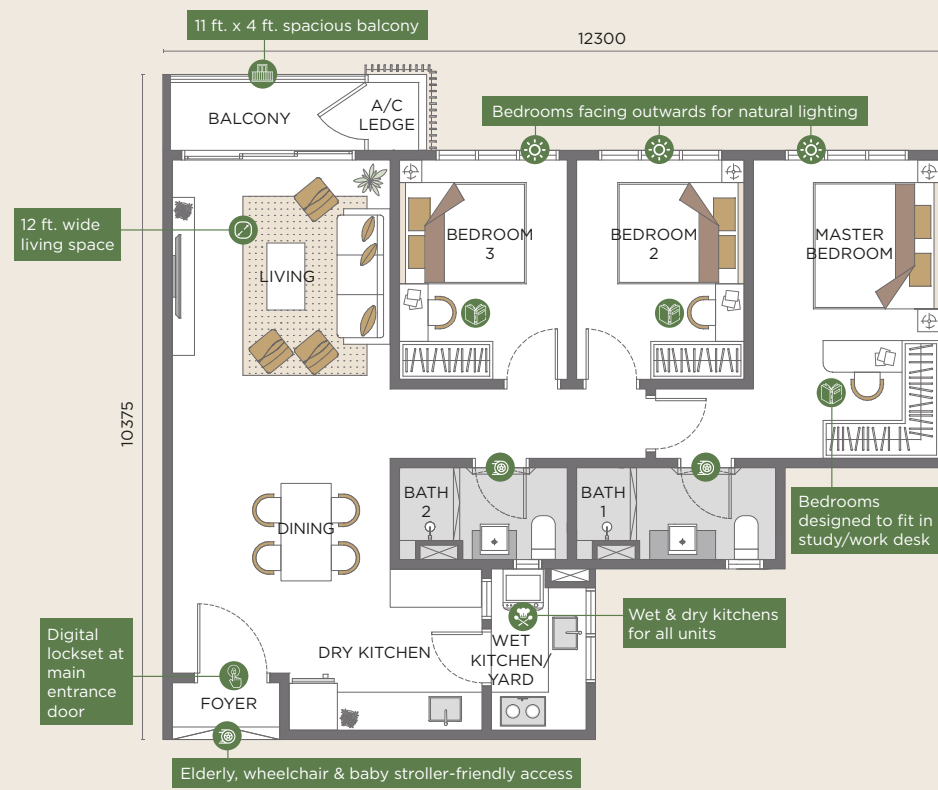 11 ft. x 4 ft. spacious balcony
12300
BALCONY
A/C
LEDGE
Bedrooms facing outwards for natural lighting
12 ft. wide
living space
LIVING
BEDROOM
3
BEDROOM
2
MASTER
BEDROOM
10375
BATH
2
BATH
1
Bedrooms
designed to fit in
study/work desk
DINING
Wet & dry kitchens
for all units
Digital
lockset at
main
entrance
door
DRY KITCHEN
WET
KITCHEN/
YARD
FOYER
Elderly, wheelchair & baby stroller-friendly access